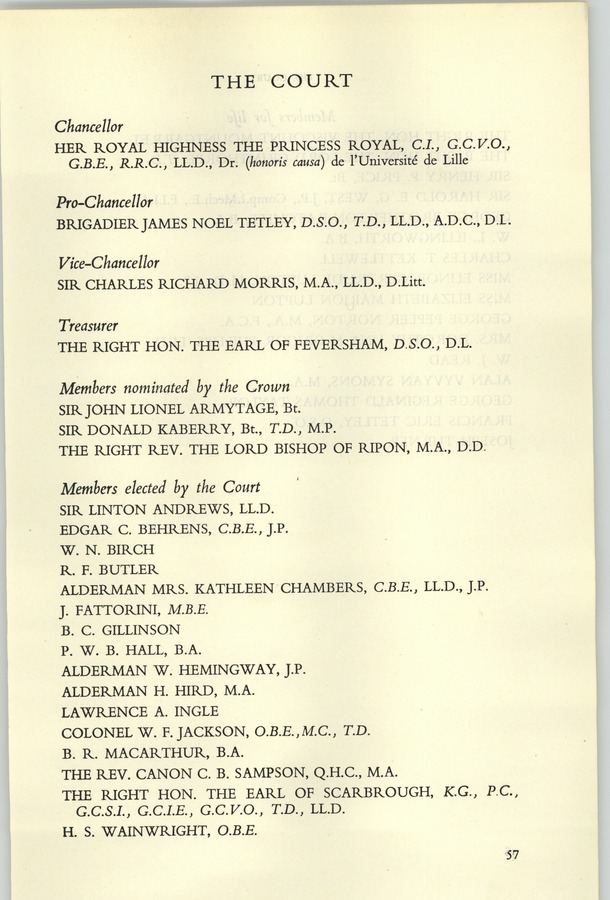 THE COURT
Chancellor
HER ROYAL HIGHNESS THE PRINCESS ROYAL, C.I., G.C.V.O.,
G.B.E., R.R.C., LL.D., Dr. (honoris causa) de l'Université de Lille
Pro-Chancellor
BRIGADIER JAMES NOEL TETLEY, D.S.O., T.D., LL.D., A.D.C., D.L.
Vice-Chancellor
SIR CHARLES RICHARD MORRIS, M.A., LL.D., D.Litt.
Treasurer
THE RIGHT HON. THE EARL OF FEVERSHAM, D.S.O., D.L.
Members nominated by the Crown
SIR JOHN LIONEL ARMYTAGE, Bt.
SIR DONALD KABERRY, Bt., T.D., M.P.
THE RIGHT REV. THE LORD BISHOP OF RIPON, M.A., D.D.
Members elected by the Court
SIR LINTON ANDREWS, LL.D.
EDGAR C. BEHRENS, C.B.E., J.P.
W. N. BIRCH
R. F. BUTLER
ALDERMAN MRS. KATHLEEN CHAMBERS, C.B.E., LL.D., J.P.
J. FATTORINI, M.B.E.
B. C. GILLINSON
P. W. B. HALL, B.A.
ALDERMAN W. HEMINGWAY, J.P.
ALDERMAN H. HIRD, M.A.
LAWRENCE A. INGLE
COLONEL W. F. JACKSON, O.B.E., M.C., T.D.
B. R. MACARTHUR, B.A.
THE REV. CANON C. B. SAMPSON, Q.H.C., M.A.
THE RIGHT HON. THE EARL OF SCARBROUGH, K.G., P.C.,
G.C.S.I., G.C.I.E., G.C.V.O., T.D., LL.D.
H. S. WAINWRIGHT, O.B.E.
57